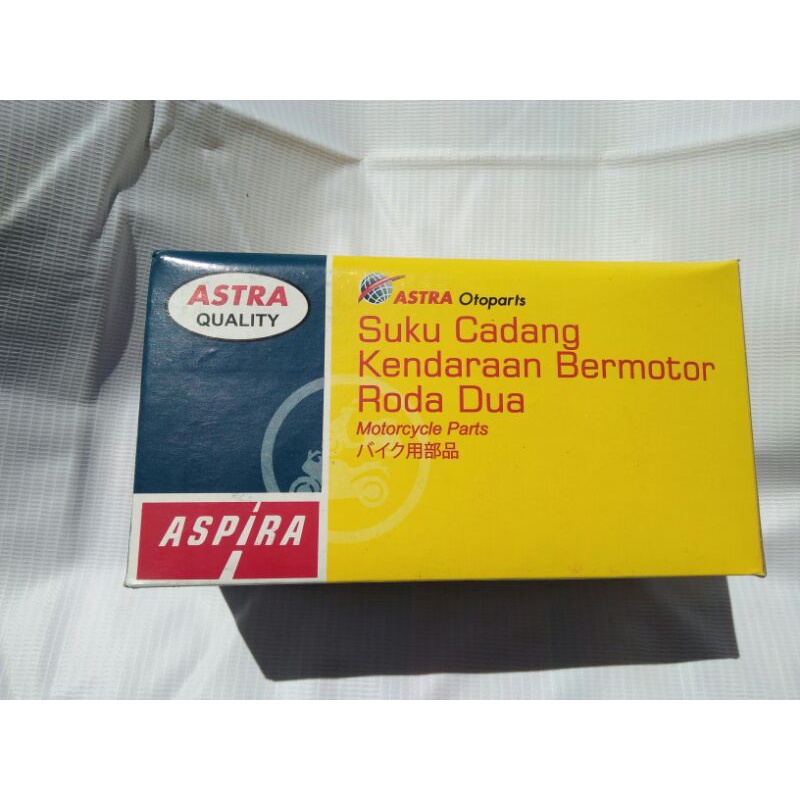 ASTRA
QUALITY
ASPIRA
ASTRA Otoparts
Suku Cadang
Kendaraan Bermotor
Roda Dua
Motorcycle Parts
バイク用部品